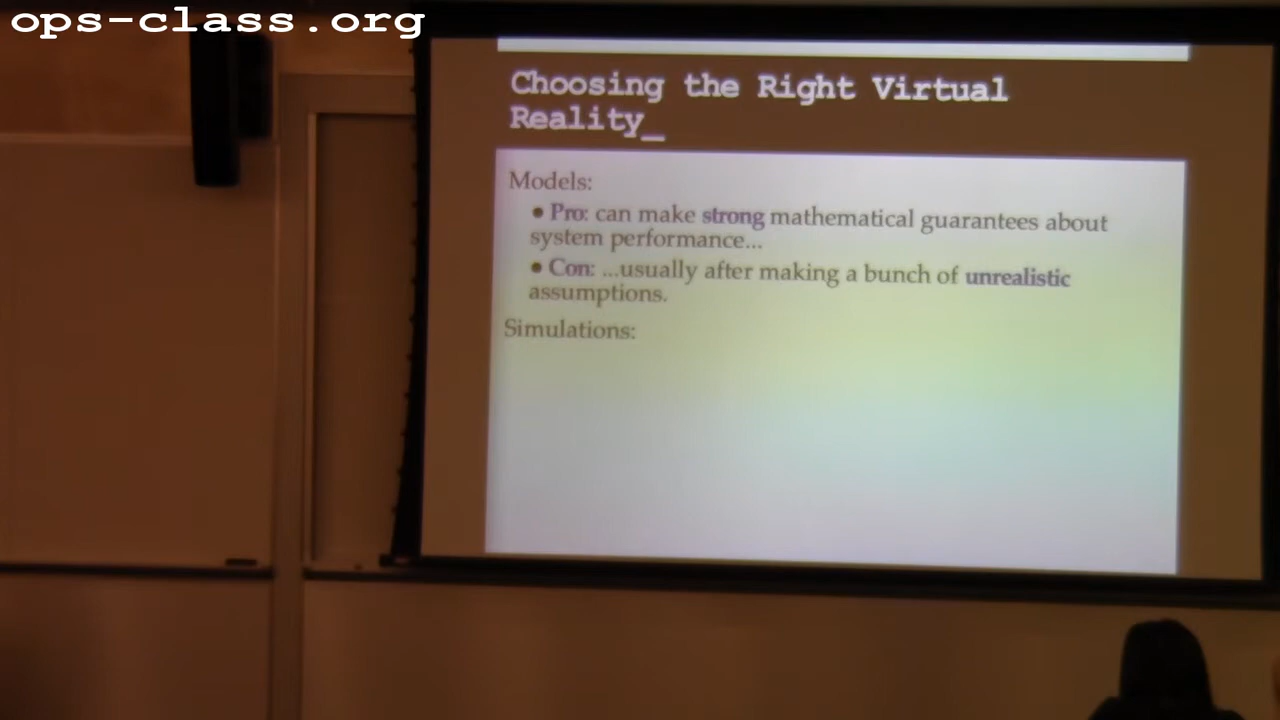 ops-class.org
Choosing the Right Virtual
Reality_
Models:
• Pro: can make strong mathematical guarantees about
system performance...
• Con: ...usually after making a bunch of unrealistic
assumptions.
Simulations: